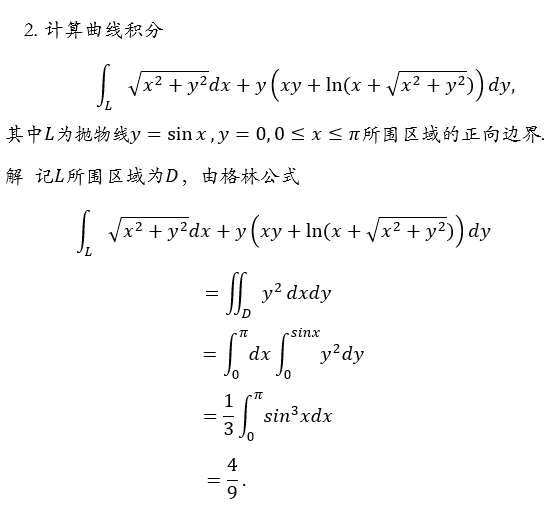 2. 计算曲线积分
∫_L √(x² + y²)dx + y(xy + ln(x + √(x² + y²)))dy,
其中L为抛物线y = sin x , y = 0, 0 ≤ x ≤ π所围区域的正向边界.
解 记L所围区域为D，由格林公式
∫_L √(x² + y²)dx + y(xy + ln(x + √(x² + y²)))dy
= ∬_D y² dxdy
= ∫_0^π dx ∫_0^{sinx} y²dy
= 1/3 ∫_0^π sin³xdx
= 4/9.